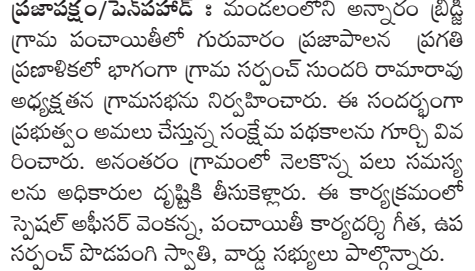 ప్రజాపక్షం/పెన్‌పహాడ్ : మండలంలోని అన్నారం బ్రిడ్జి
గ్రామ పంచాయితీలో గురువారం ప్రజాపాలన ప్రగతి
ప్రణాళికలో భాగంగా గ్రామ సర్పంచ్ సుందరి రామారావు
అధ్యక్షతన గ్రామసభను నిర్వహించారు. ఈ సందర్భంగా
ప్రభుత్వం అమలు చేస్తున్న సంక్షేమ పథకాలను గూర్చి వివ
రించారు. అనంతరం గ్రామంలో నెలకొన్న పలు సమస్య
లను అధికారుల దృష్టికి తీసుకెళ్లారు. ఈ కార్యక్రమంలో
స్పెషల్ అఫీసర్ వెంకన్న, పంచాయితీ కార్యదర్శి గీత, ఉప
సర్పంచ్ పొడపంగి స్వాతి, వార్డు సభ్యులు పాల్గొన్నారు.